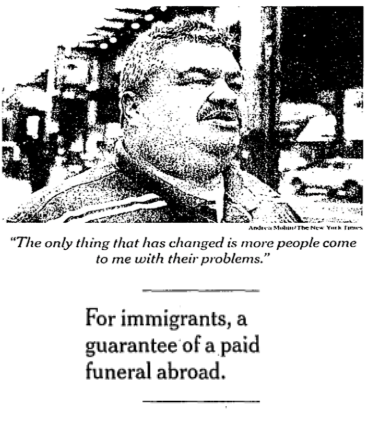 Andrea Mohin/The New York Times
"The only thing that has changed is more people come
to me with their problems."
For immigrants, a
guarantee of a paid
funeral abroad.